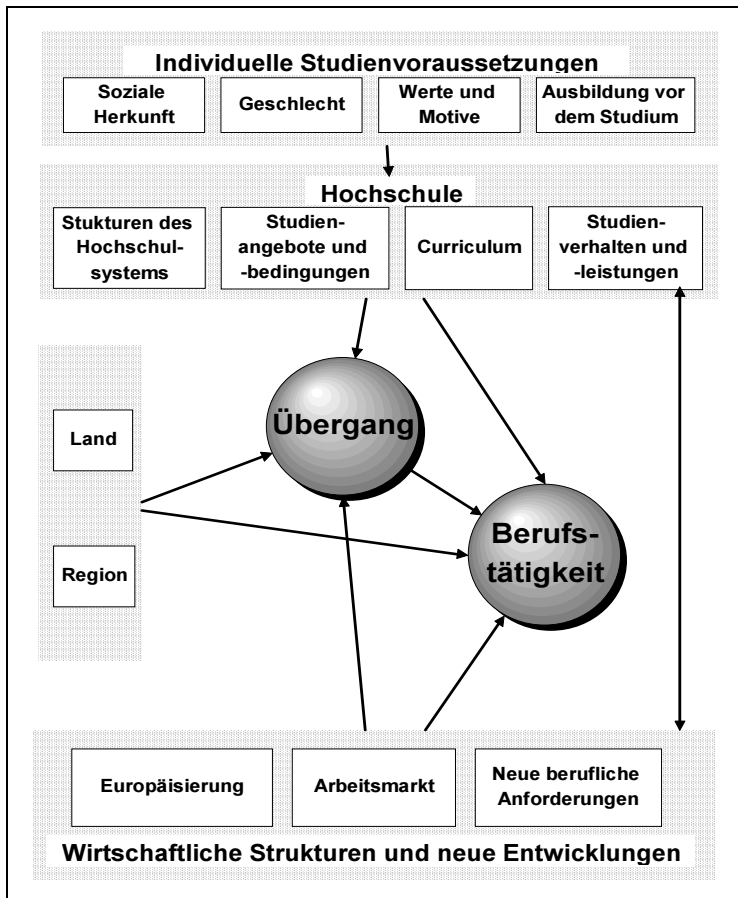 Individuelle Studienvoraussetzungen
Soziale
Herkunft
Geschlecht
Werte und
Motive
Ausbildung vor
dem Studium
Hochschule
Stukturen des
Hochschul-
systems
Studien-
angebote und
-bedingungen
Curriculum
Studien-
verhalten und
-leistungen
Land
Region
Übergang
Berufs-
tätigkeit
Europäisierung
Arbeitsmarkt
Neue berufliche
Anforderungen
Wirtschaftliche Strukturen und neue Entwicklungen